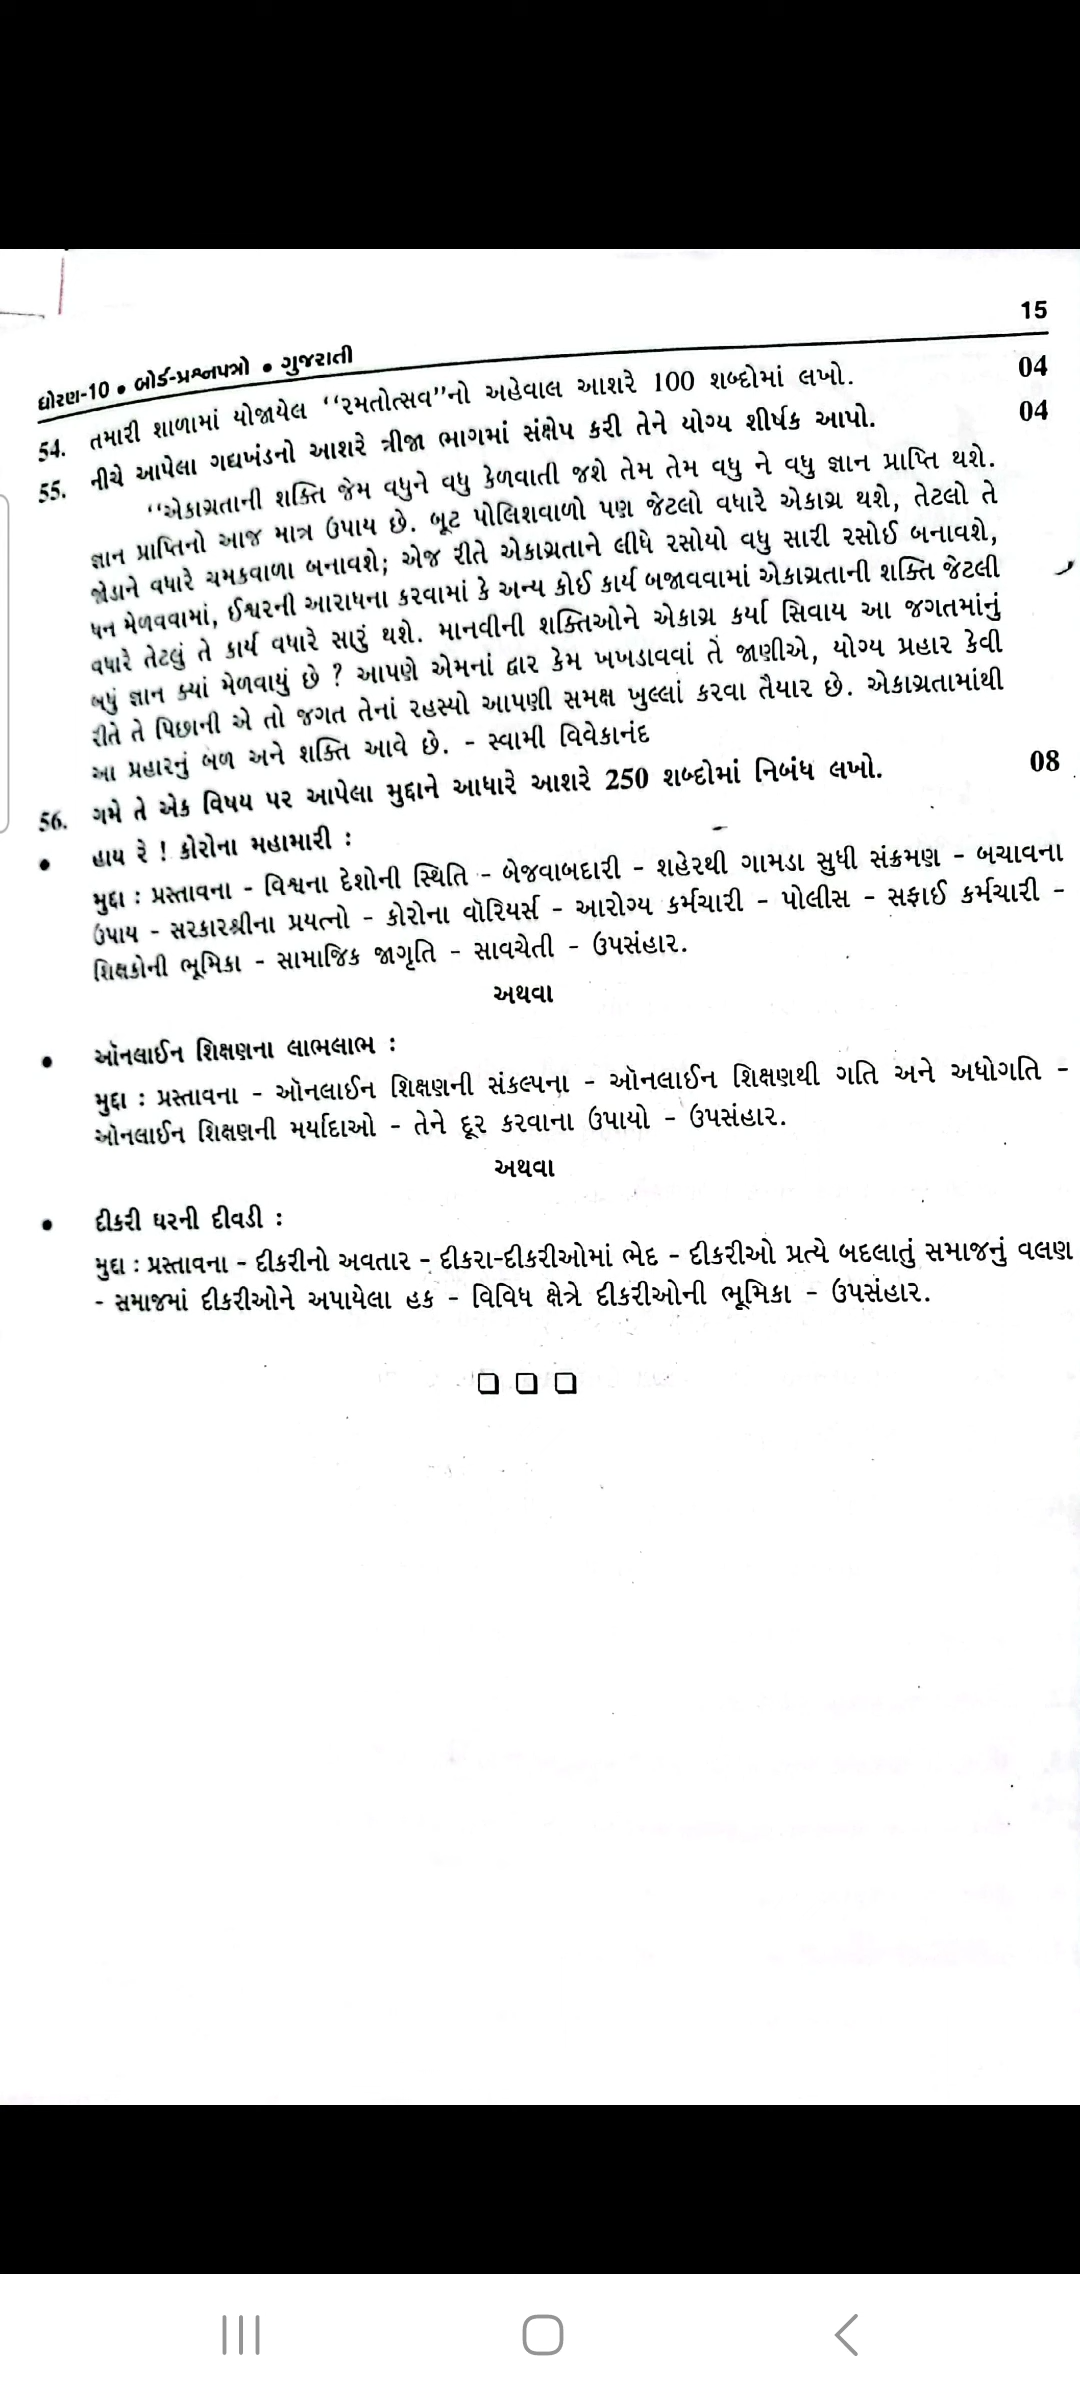 15
ધોરણ-10 • બોર્ડ-પ્રશ્નપત્રો • ગુજરાતી
54. તમારી શાળામાં યોજાયેલ ‘‘રમતોત્સવ’’નો અહેવાલ આશરે 100 શબ્દોમાં લખો. 04
55. નીચે આપેલા ગદ્યખંડનો આશરે ત્રીજા ભાગમાં સંક્ષેપ કરી તેને યોગ્ય શીર્ષક આપો. 04
‘‘એકાગ્રતાની શક્તિ જેમ વધુને વધુ કેળવાતી જશે તેમ તેમ વધુ ને વધુ જ્ઞાન પ્રાપ્તિ થશે.
જ્ઞાન પ્રાપ્તિનો આજ માત્ર ઉપાય છે. બૂટ પોલિશવાળો પણ જેટલો વધારે એકાગ્ર થશે, તેટલો તે
જોડાને વધારે ચમકવાળા બનાવશે; એજ રીતે એકાગ્રતાને લીધે રસોયો વધુ સારી રસોઈ બનાવશે,
ધન મેળવવામાં, ઈશ્વરની આરાધના કરવામાં કે અન્ય કોઈ કાર્ય બજાવવામાં એકાગ્રતાની શક્તિ જેટલી
વધારે તેટલું તે કાર્ય વધારે સારું થશે. માનવીની શક્તિઓને એકાગ્ર કર્યા સિવાય આ જગતમાંનું
બધું જ્ઞાન ક્યાં મેળવાયું છે ? આપણે એમનાં દ્વાર કેમ ખખડાવવાં તે જાણીએ, યોગ્ય પ્રહાર કેવી
રીતે તે પિછાની એ તો જગત તેનાં રહસ્યો આપણી સમક્ષ ખુલ્લાં કરવા તૈયાર છે. એકાગ્રતામાંથી
આ પ્રહારનું બળ અને શક્તિ આવે છે. - સ્વામી વિવેકાનંદ
56. ગમે તે એક વિષય પર આપેલા મુદ્દાને આધારે આશરે 250 શબ્દોમાં નિબંધ લખો. 08
• હાય રે ! કોરોના મહામારી :
મુદ્દા : પ્રસ્તાવના - વિશ્વના દેશોની સ્થિતિ - બેજવાબદારી - શહેરથી ગામડા સુધી સંક્રમણ - બચાવના
ઉપાય - સરકારશ્રીના પ્રયત્નો - કોરોના વૉરિયર્સ - આરોગ્ય કર્મચારી - પોલીસ - સફાઈ કર્મચારી -
શિક્ષકોની ભૂમિકા - સામાજિક જાગૃતિ - સાવચેતી - ઉપસંહાર.
અથવા
• ઑનલાઈન શિક્ષણના લાભલાભ :
મુદ્દા : પ્રસ્તાવના - ઑનલાઈન શિક્ષણની સંકલ્પના - ઑનલાઈન શિક્ષણથી ગતિ અને અધોગતિ -
ઑનલાઈન શિક્ષણની મર્યાદાઓ - તેને દૂર કરવાના ઉપાયો - ઉપસંહાર.
અથવા
• દીકરી ઘરની દીવડી :
મુદ્દા : પ્રસ્તાવના - દીકરીનો અવતાર - દીકરા-દીકરીઓમાં ભેદ - દીકરીઓ પ્રત્યે બદલાતું સમાજનું વલણ
- સમાજમાં દીકરીઓને અપાયેલા હક - વિવિધ ક્ષેત્રે દીકરીઓની ભૂમિકા - ઉપસંહાર.